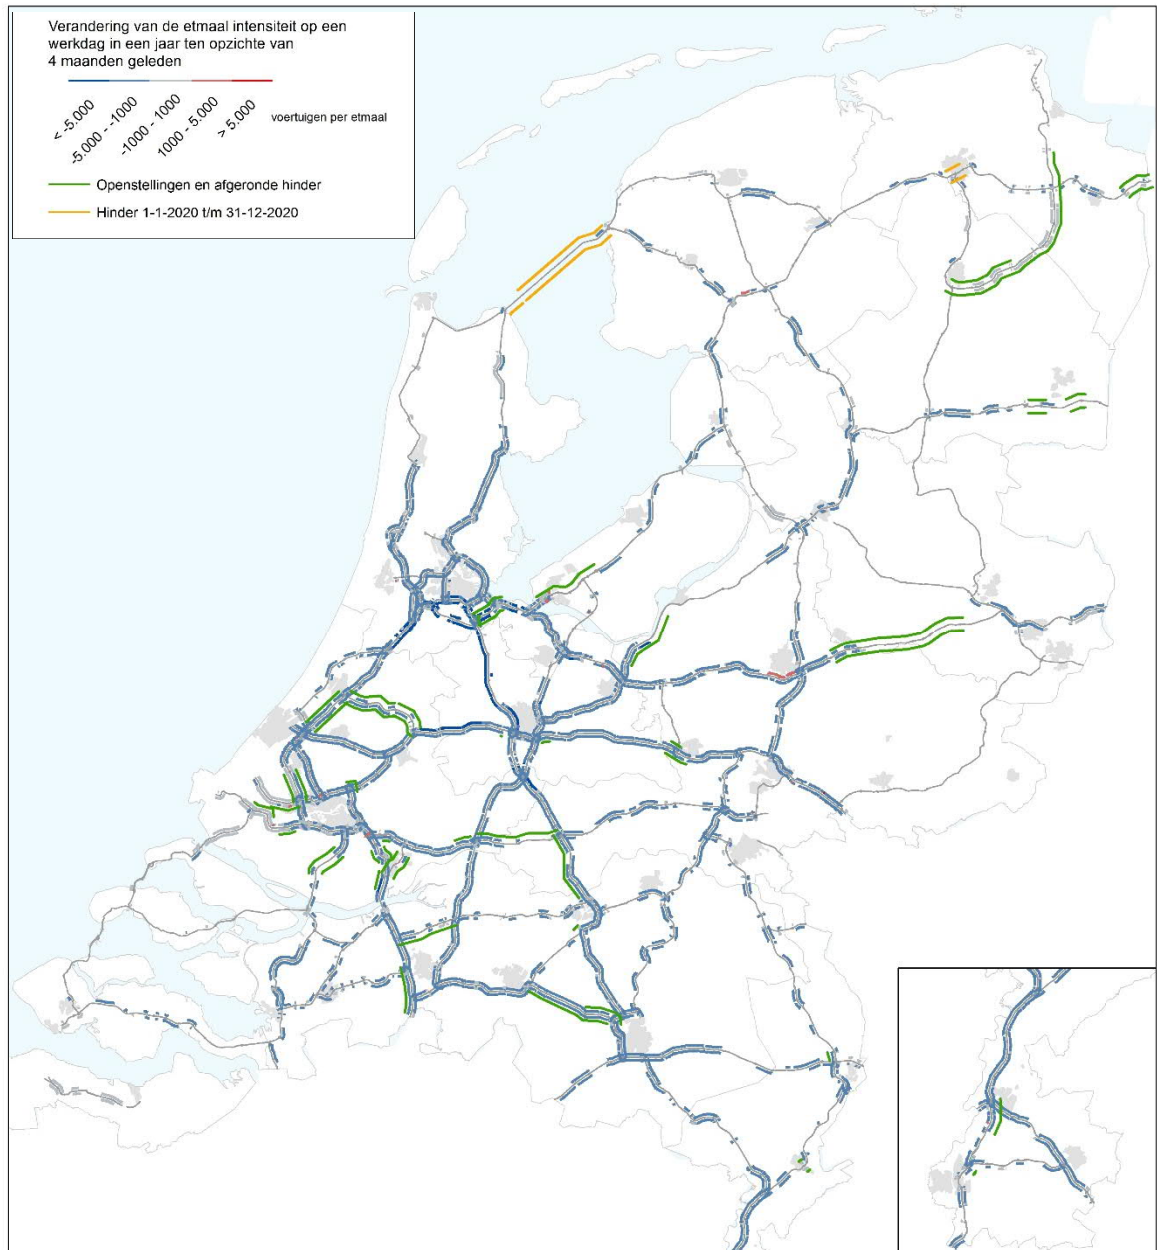 Verandering van de etmaal intensiteit op een
werkdag in een jaar ten opzichte van
4 maanden geleden
< -5.000
-5.000 - -1000
-1000 - 1000
1000 - 5.000
> 5.000
voertuigen per etmaal
Openstellingen en afgeronde hinder
Hinder 1-1-2020 t/m 31-12-2020